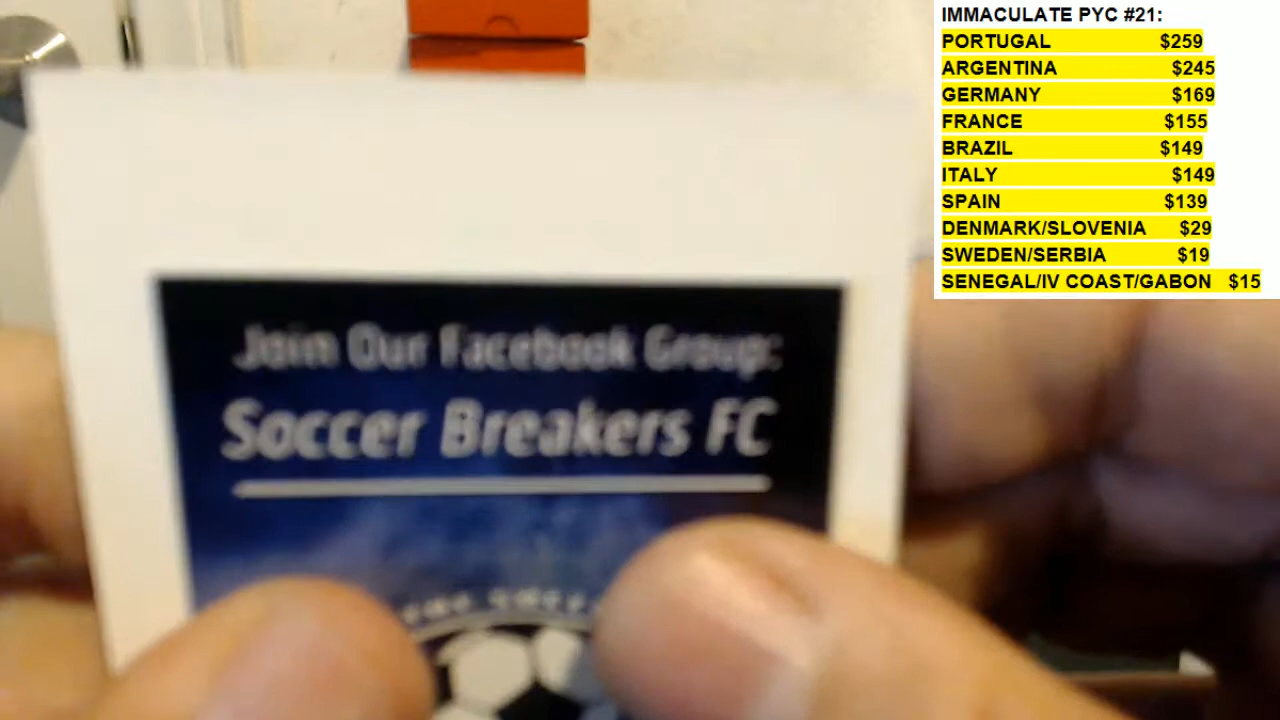 IMMACULATE PYC #21:
PORTUGAL $259
ARGENTINA $245
GERMANY $169
FRANCE $155
BRAZIL $149
ITALY $149
SPAIN $139
DENMARK/SLOVENIA $29
SWEDEN/SERBIA $19
SENEGAL/IV COAST/GABON $15
Join Our Facebook Group:
Soccer Breakers FC